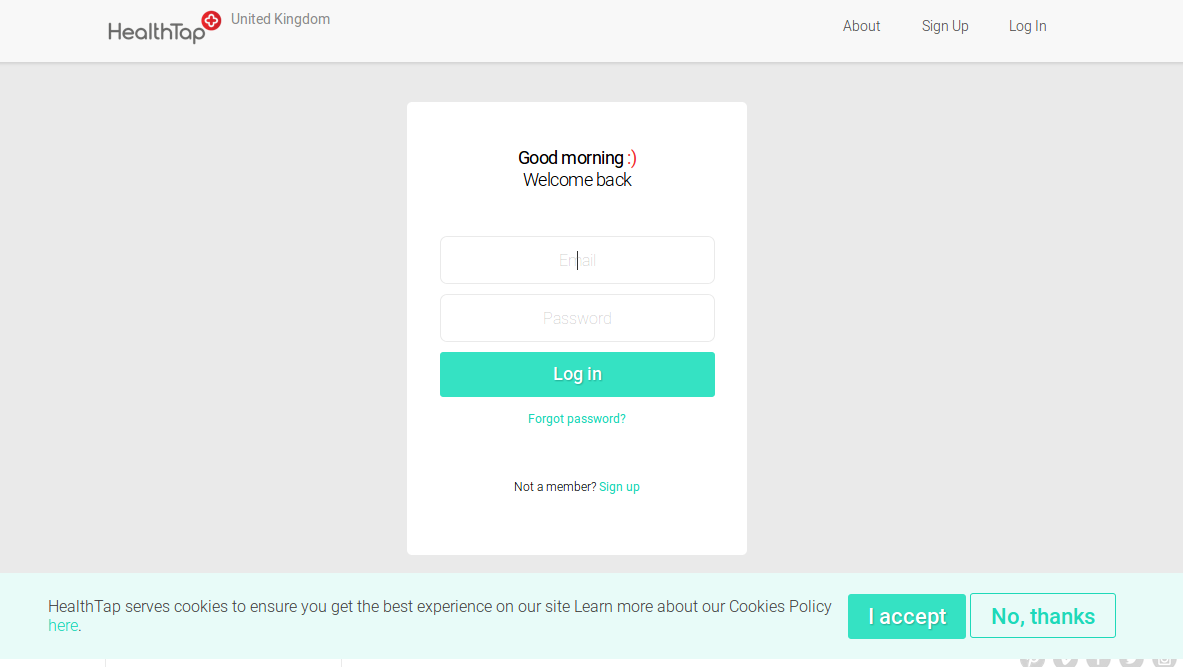 HealthTap
United Kingdom
About
Sign Up
Log In
Good morning :)
Welcome back
Email
Password
Log in
Forgot password?
Not a member? Sign up
HealthTap serves cookies to ensure you get the best experience on our site Learn more about our Cookies Policy
here.
I accept
No, thanks